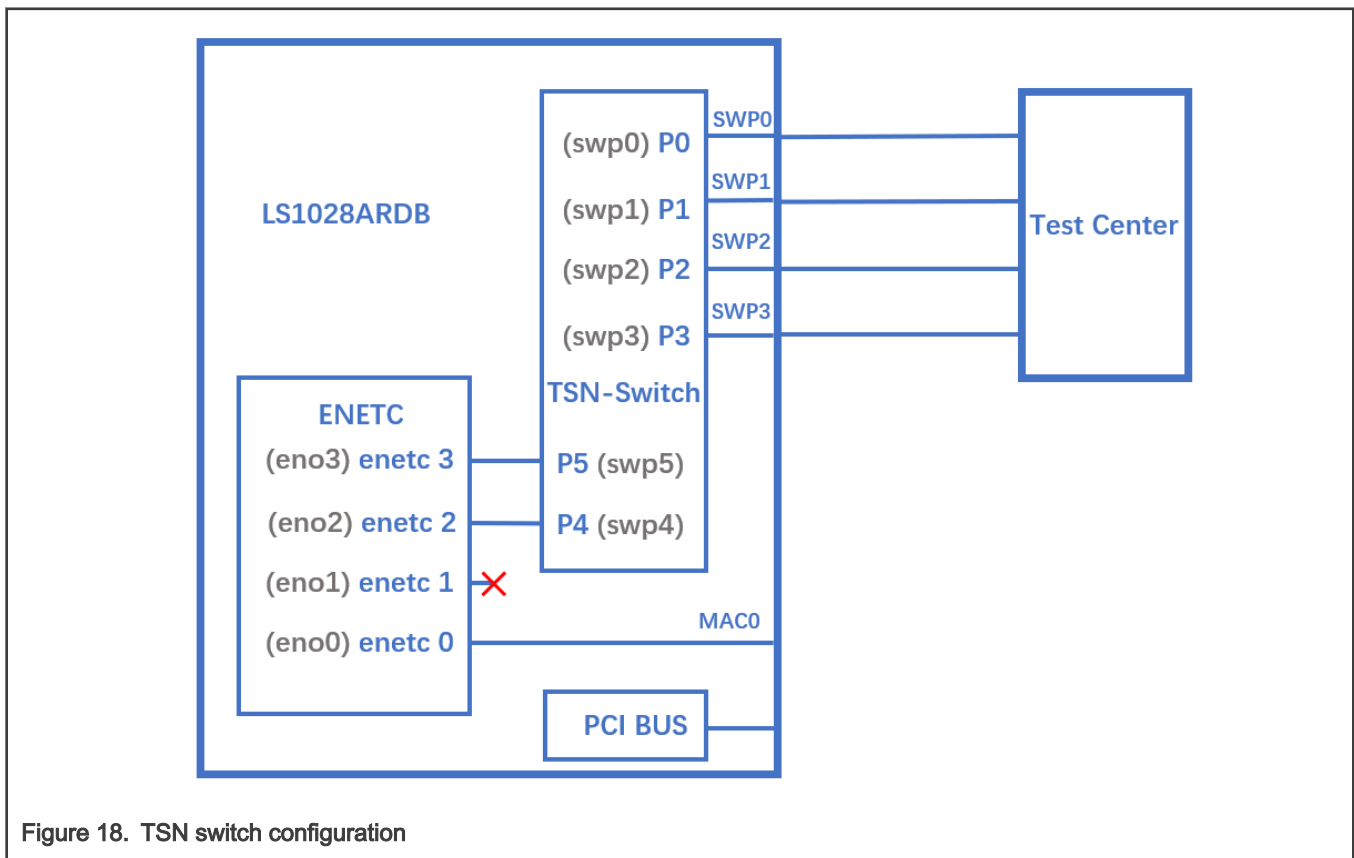 LS1028ARDB
(swp0) P0
(swp1) P1
(swp2) P2
(swp3) P3
TSN-Switch
P5 (swp5)
P4 (swp4)
SWP0
SWP1
SWP2
SWP3
Test Center
ENETC
(eno3) enetc 3
(eno2) enetc 2
(eno1) enetc 1
(eno0) enetc 0
MAC0
PCI BUS
Figure 18. TSN switch configuration